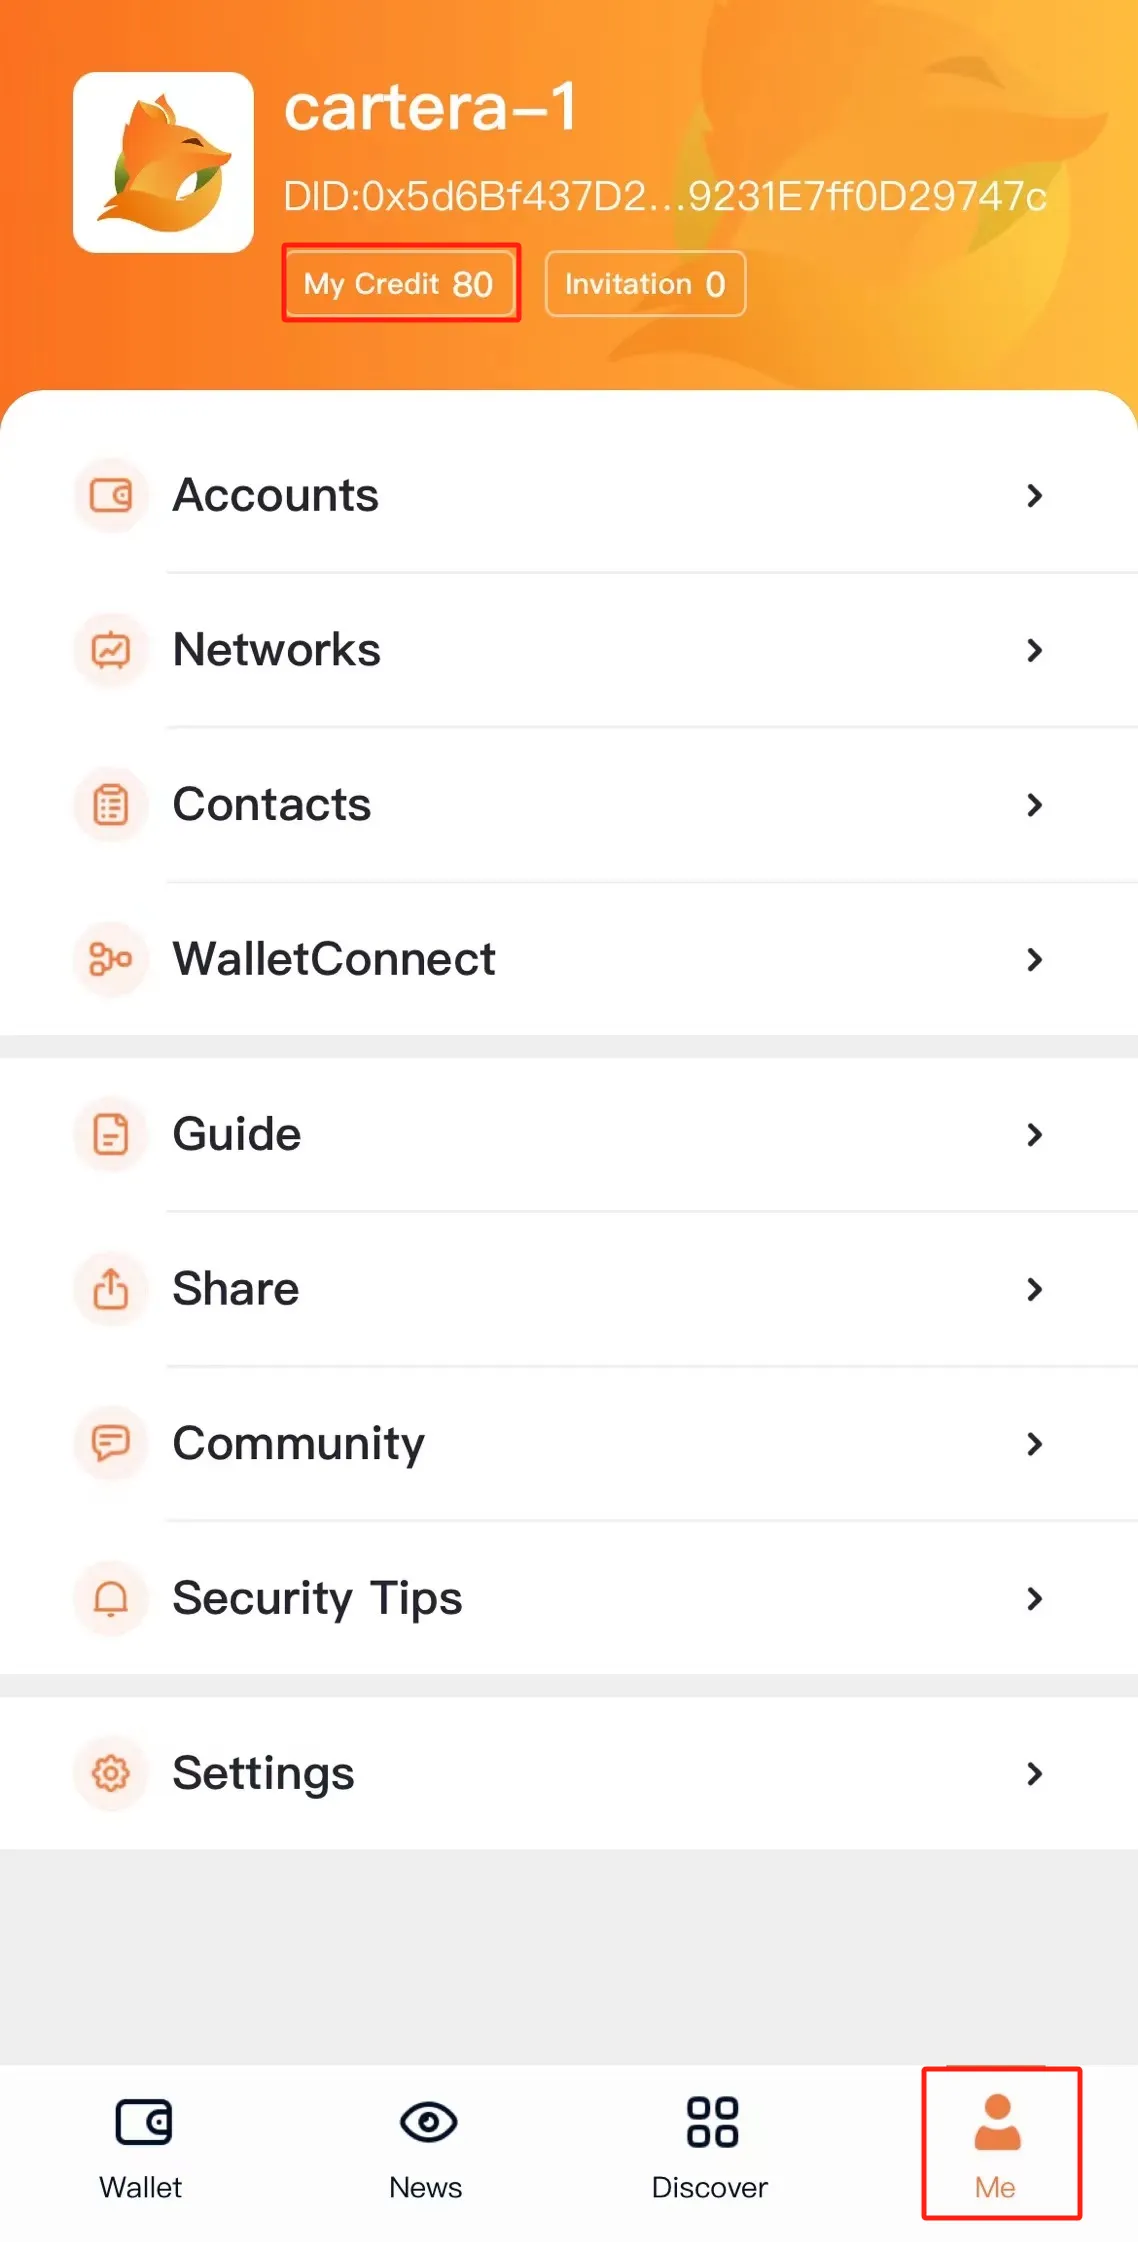 cartera-1
DID:0x5d6Bf437D2...9231E7ff0D29747c
My Credit 80 Invitation 0
Accounts
Networks
Contacts
WalletConnect
Guide
Share
Community
Security Tips
Settings
Wallet News Discover Me